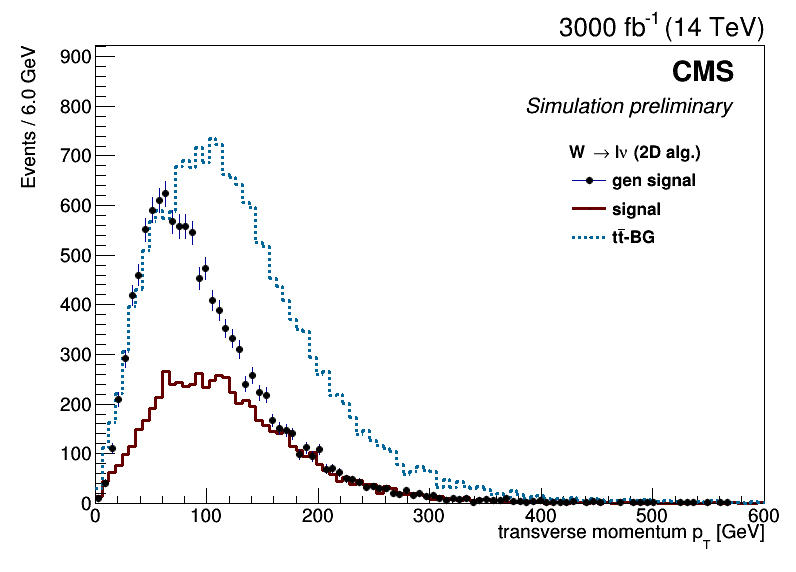 3000 fb⁻¹ (14 TeV)
Events / 6.0 GeV
900
800
700
600
500
400
300
200
100
0
CMS
Simulation preliminary
W → lν (2D alg.)
gen signal
signal
tt̄-BG
0 100 200 300 400 500 600
transverse momentum p_T [GeV]